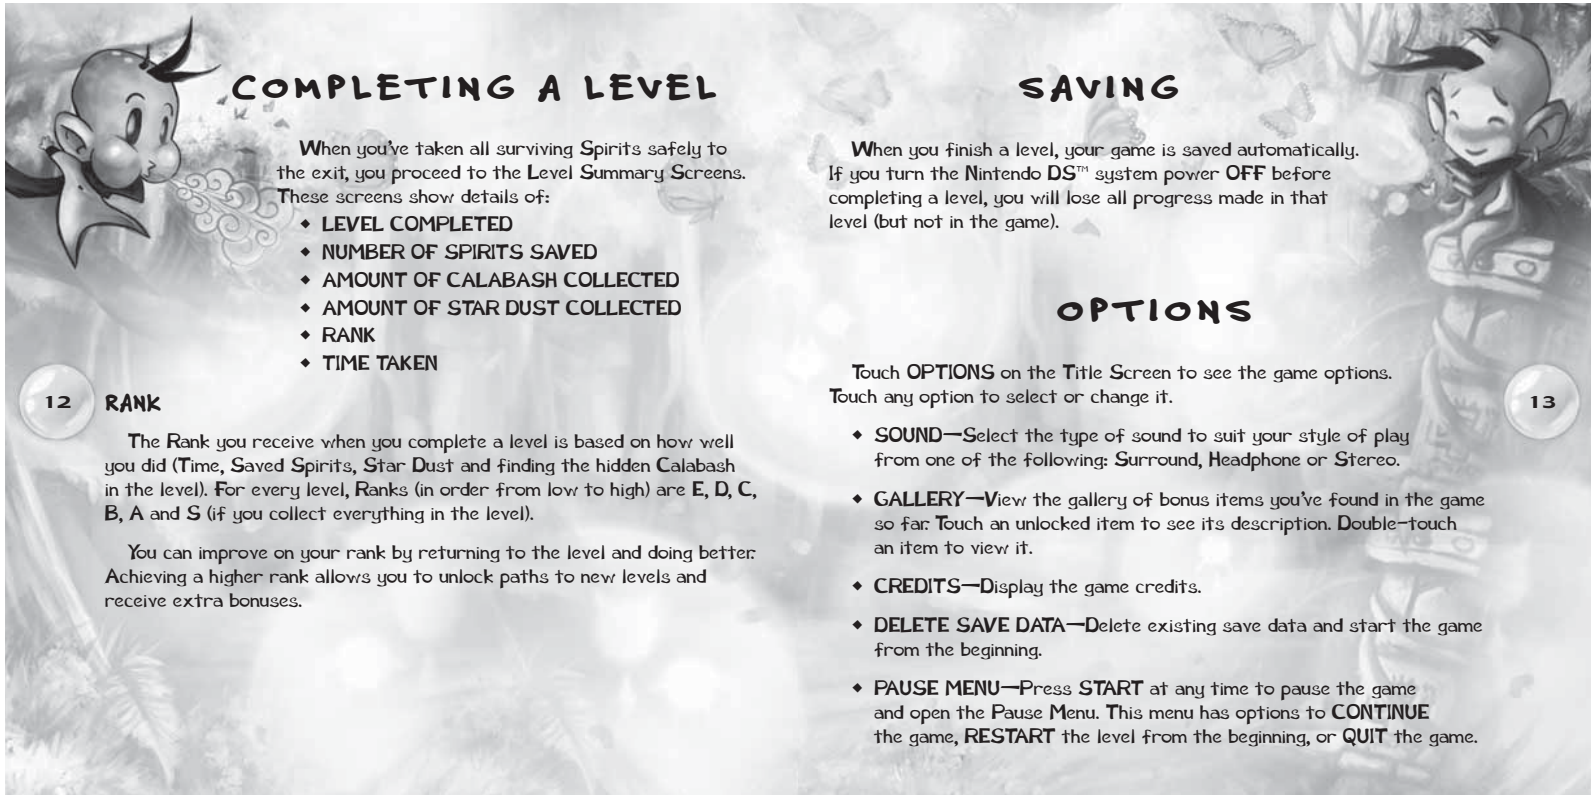 COMPLETING A LEVEL
When you've taken all surviving Spirits safely to
the exit, you proceed to the Level Summary Screens.
These screens show details of:
◆ LEVEL COMPLETED
◆ NUMBER OF SPIRITS SAVED
◆ AMOUNT OF CALABASH COLLECTED
◆ AMOUNT OF STAR DUST COLLECTED
◆ RANK
◆ TIME TAKEN
12
RANK
The Rank you receive when you complete a level is based on how well
you did (Time, Saved Spirits, Star Dust and finding the hidden Calabash
in the level). For every level, Ranks (in order from low to high) are E, D, C,
B, A and S (if you collect everything in the level).
You can improve on your rank by returning to the level and doing better.
Achieving a higher rank allows you to unlock paths to new levels and
receive extra bonuses.
SAVING
When you finish a level, your game is saved automatically.
If you turn the Nintendo DS™ system power OFF before
completing a level, you will lose all progress made in that
level (but not in the game).
OPTIONS
Touch OPTIONS on the Title Screen to see the game options.
Touch any option to select or change it.
13
◆ SOUND—Select the type of sound to suit your style of play
from one of the following: Surround, Headphone or Stereo.
◆ GALLERY—View the gallery of bonus items you've found in the game
so far. Touch an unlocked item to see its description. Double-touch
an item to view it.
◆ CREDITS—Display the game credits.
◆ DELETE SAVE DATA—Delete existing save data and start the game
from the beginning.
◆ PAUSE MENU—Press START at any time to pause the game
and open the Pause Menu. This menu has options to CONTINUE
the game, RESTART the level from the beginning, or QUIT the game.